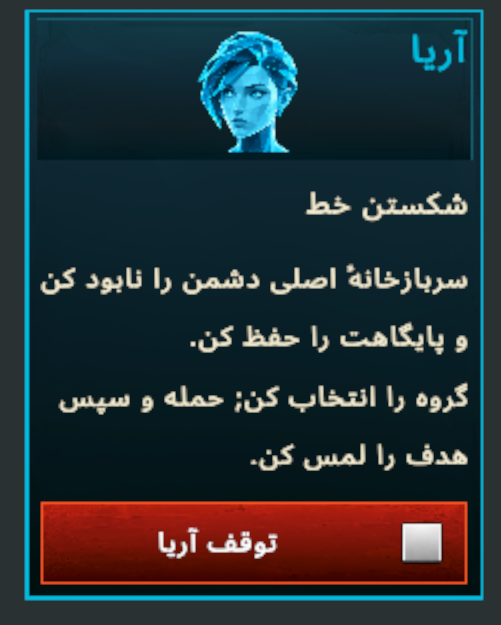 آریا
شکستن خط
سربازخانهٔ اصلی دشمن را نابود کن
و پایگاهت را حفظ کن.
گروه را انتخاب کن; حمله و سپس
هدف را لمس کن.
توقف آریا